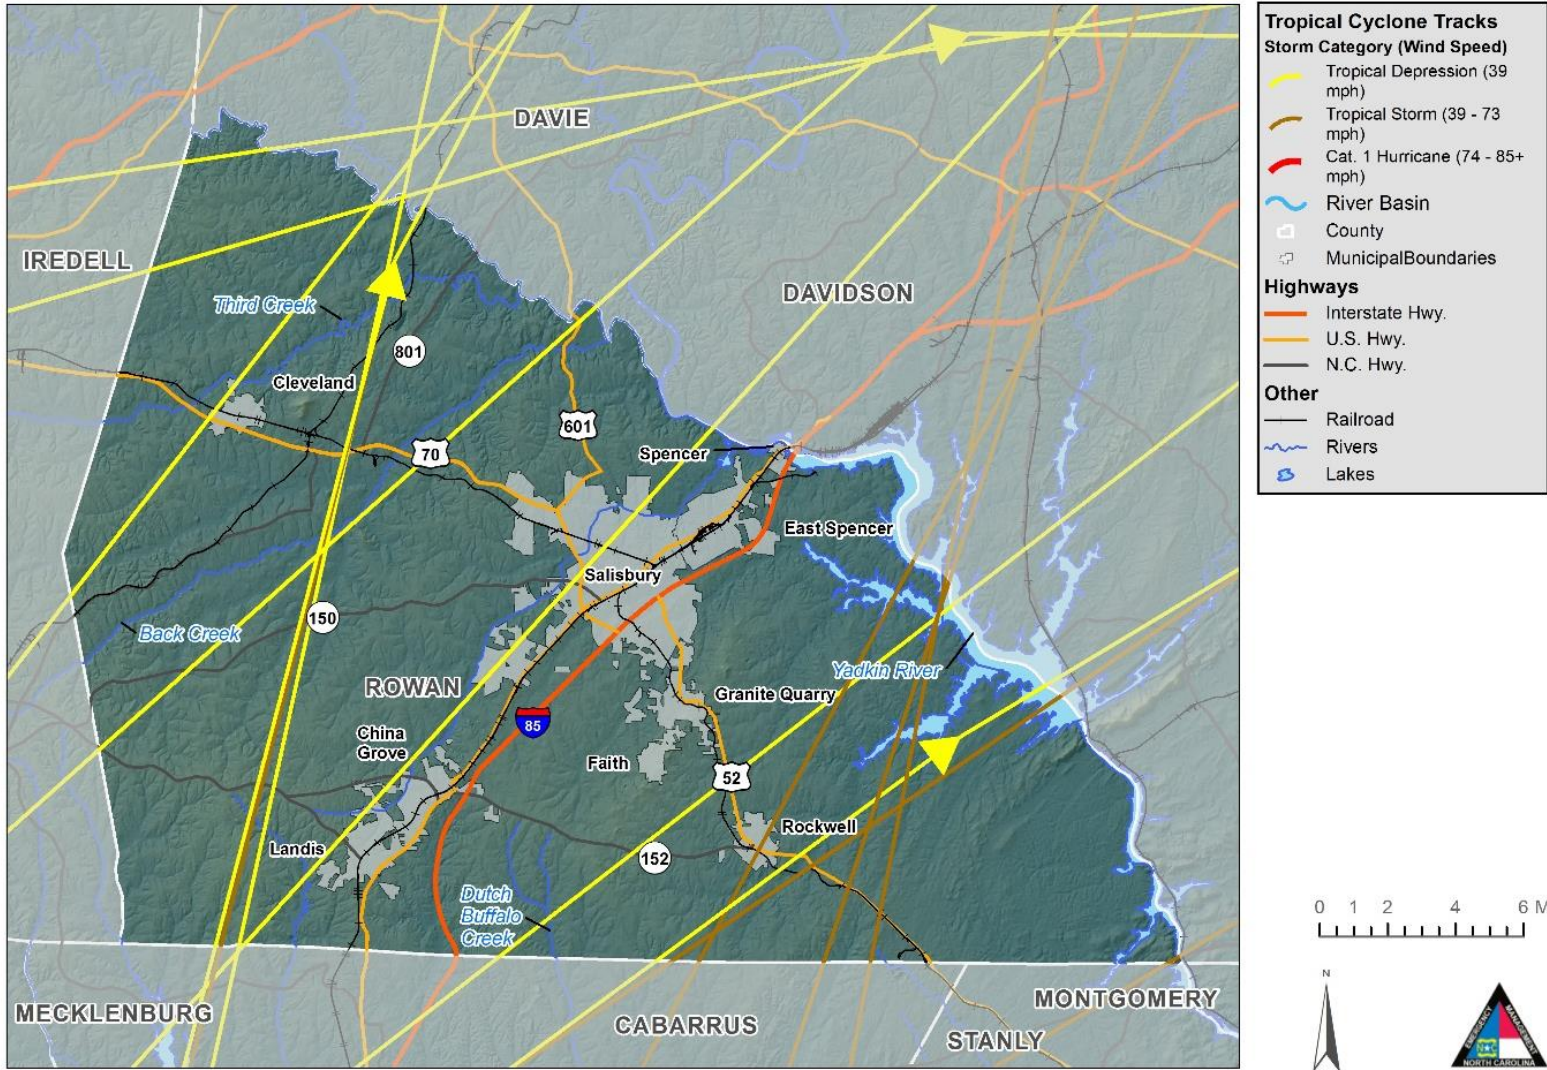 DAVIE
IREDELL
DAVIDSON
Third Creek
801
Cleveland
601
70
Spencer
East Spencer
Salisbury
150
Back Creek
Yadkin River
ROWAN
Granite Quarry
85
China
Grove
Faith
52
Rockwell
Landis
152
Dutch
Buffalo
Creek
MECKLENBURG
CABARRUS
MONTGOMERY
STANLY
Tropical Cyclone Tracks
Storm Category (Wind Speed)
Tropical Depression (39
mph)
Tropical Storm (39 - 73
mph)
Cat. 1 Hurricane (74 - 85+
mph)
River Basin
County
MunicipalBoundaries
Highways
Interstate Hwy.
U.S. Hwy.
N.C. Hwy.
Other
Railroad
Rivers
Lakes
0 1 2 4 6 M
N
EMERGENCY
MANAGEMENT
N C
NORTH CAROLINA